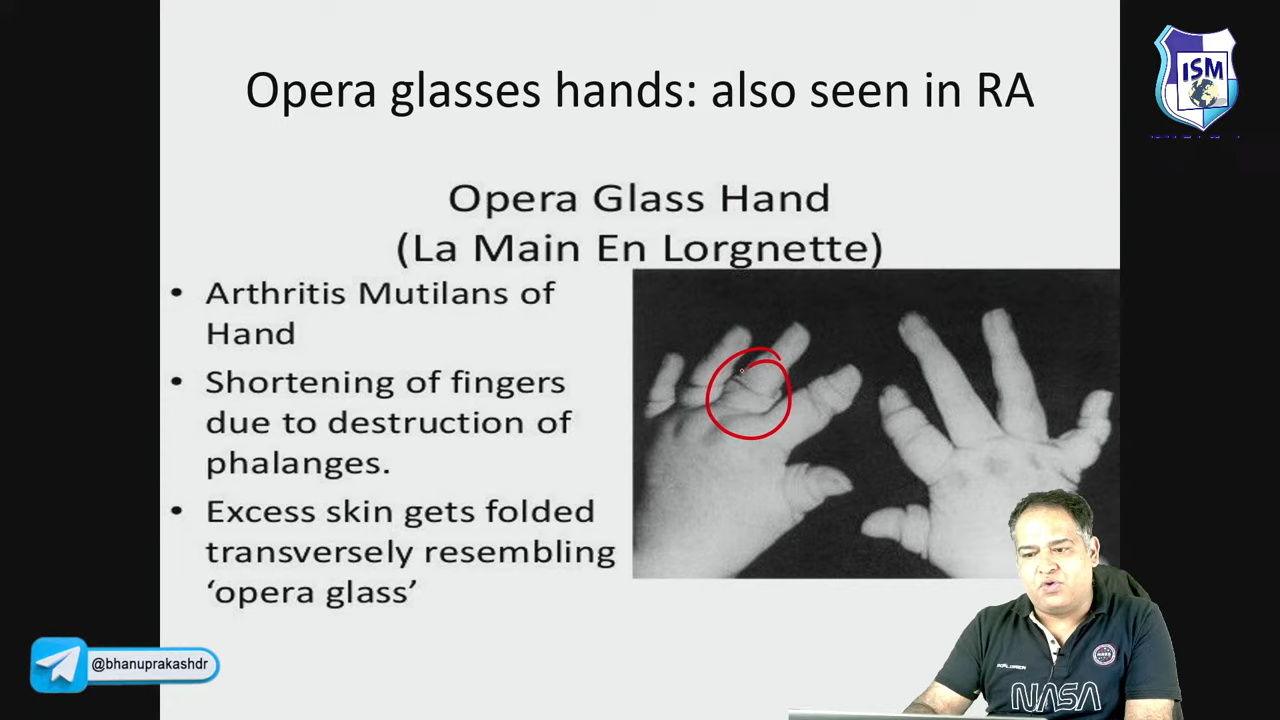 Opera glasses hands: also seen in RA
ISM
Opera Glass Hand
(La Main En Lorgnette)
• Arthritis Mutilans of
Hand
• Shortening of fingers
due to destruction of
phalanges.
• Excess skin gets folded
transversely resembling
‘opera glass’
@bhanuprakashdr
NASA